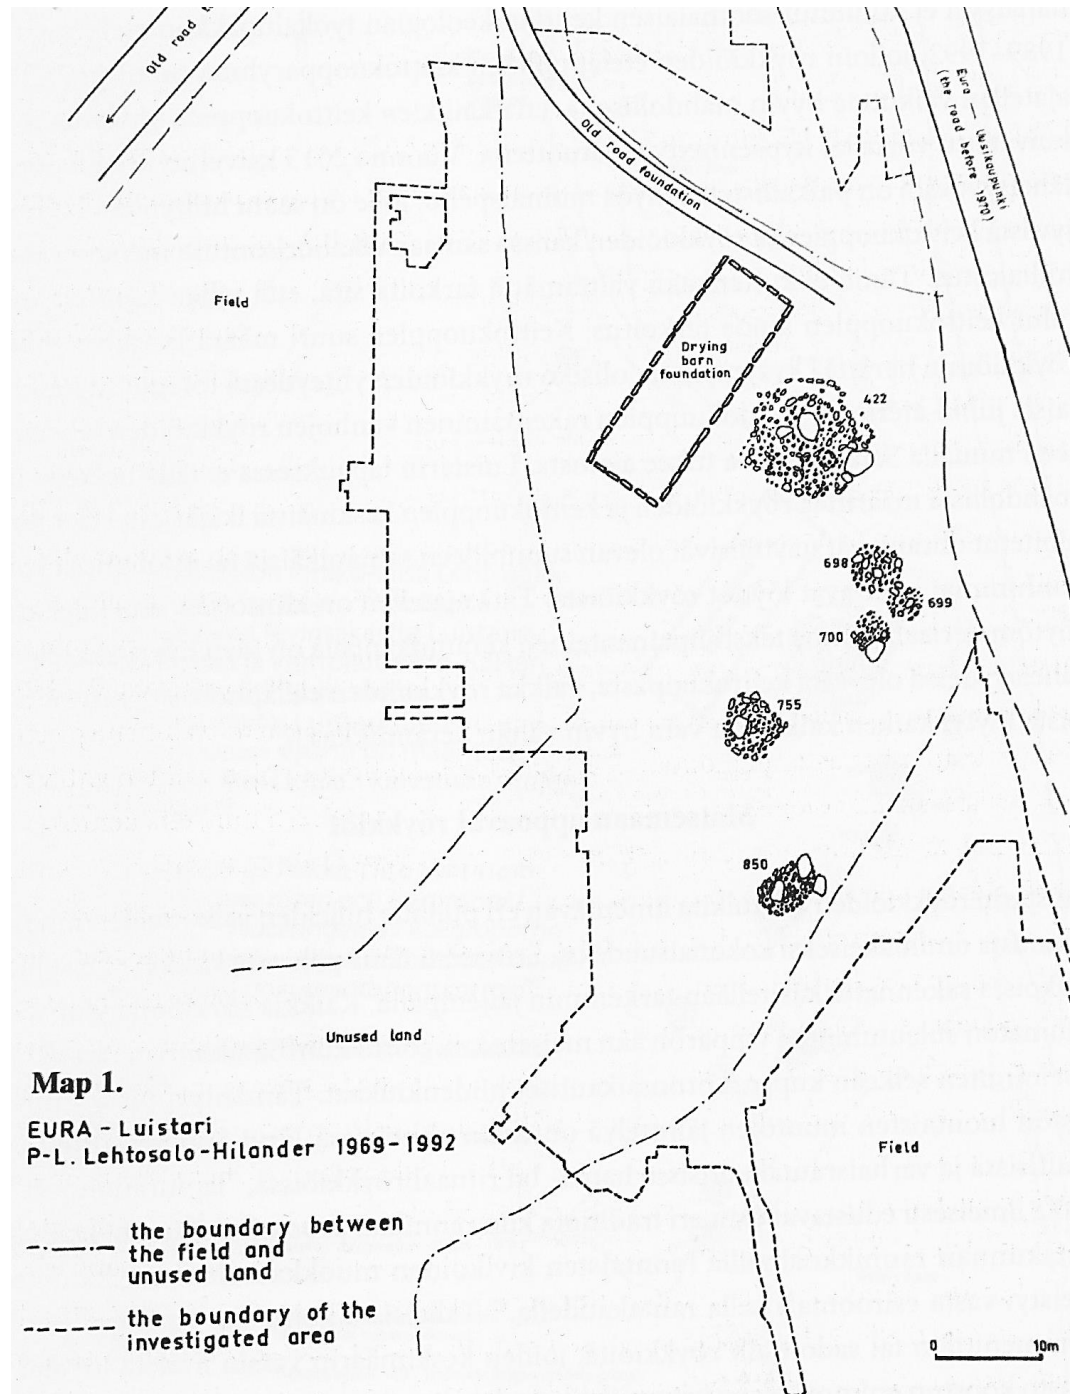 Old road
Old road foundation
Eura - Uusikaupunki
(the road before
1970)
Field
Drying
barn
foundation
422
698
699
700
755
850
Unused land
Map 1.
EURA - Luistari
P-L. Lehtosalo-Hilander 1969-1992
Field
the boundary between
the field and
unused land
the boundary of the
investigated area
0 10m